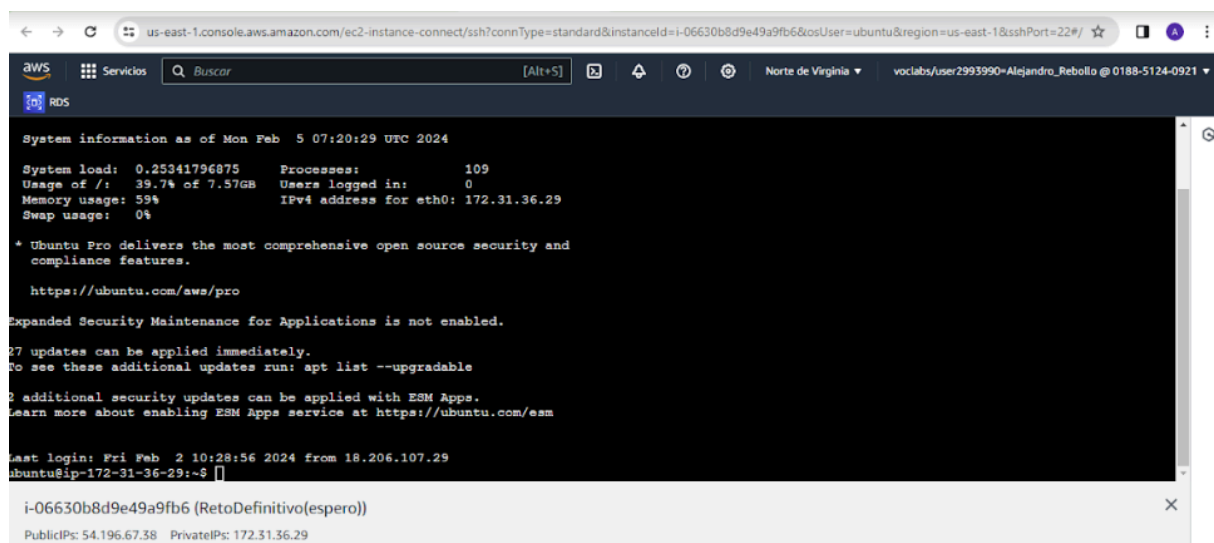 us-east-1.console.aws.amazon.com/ec2-instance-connect/ssh?connType=standard&instanceId=i-06630b8d9e49a9fb6&osUser=ubuntu&region=us-east-1&sshPort=22#/ A
aws Servicios Buscar [Alt+S] Norte de Virginia voclabs/user2993990=Alejandro_Rebollo @ 0188-5124-0921
RDS
System information as of Mon Feb 5 07:20:29 UTC 2024
System load: 0.25341796875 Processes: 109
Usage of /: 39.7% of 7.57GB Users logged in: 0
Memory usage: 59% IPv4 address for eth0: 172.31.36.29
Swap usage: 0%
* Ubuntu Pro delivers the most comprehensive open source security and
compliance features.
https://ubuntu.com/aws/pro
Expanded Security Maintenance for Applications is not enabled.
27 updates can be applied immediately.
To see these additional updates run: apt list --upgradable
2 additional security updates can be applied with ESM Apps.
Learn more about enabling ESM Apps service at https://ubuntu.com/esm
Last login: Fri Feb 2 10:28:56 2024 from 18.206.107.29
ubuntu@ip-172-31-36-29:~$
i-06630b8d9e49a9fb6 (RetoDefinitivo(espero))
PublicIPs: 54.196.67.38 PrivateIPs: 172.31.36.29